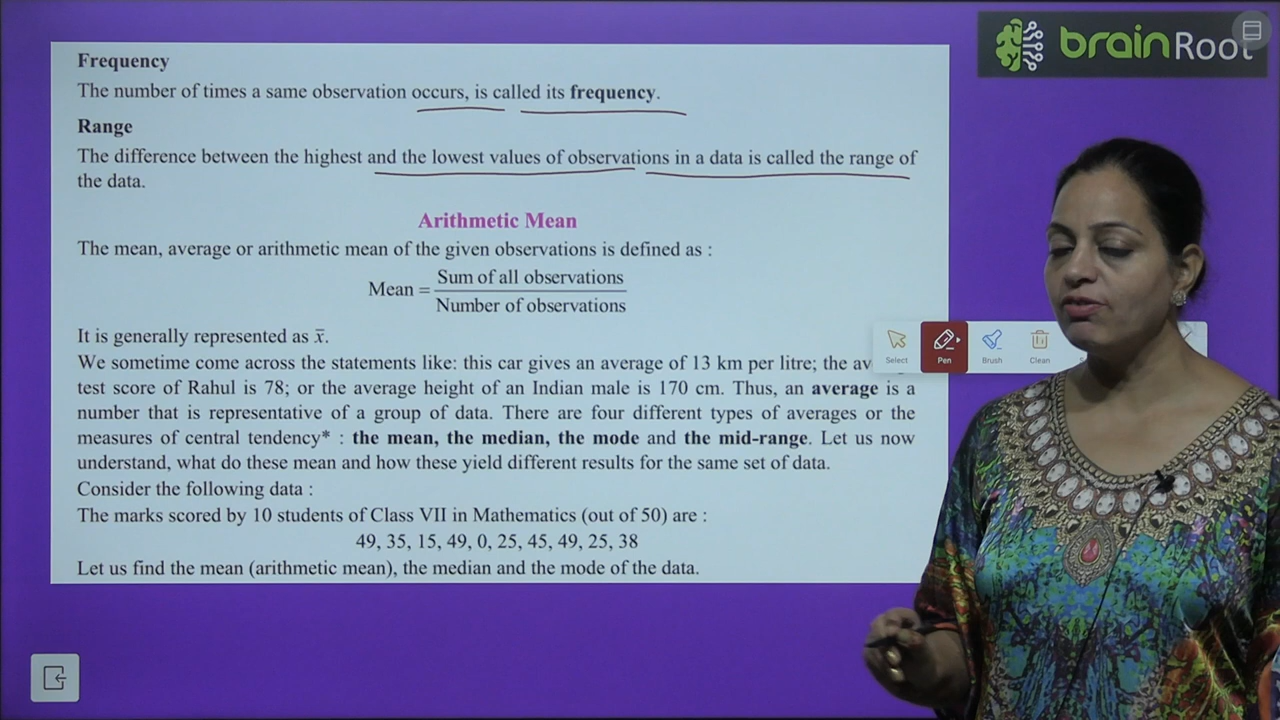 brainRoot
Frequency
The number of times a same observation occurs, is called its frequency.
Range
The difference between the highest and the lowest values of observations in a data is called the range of
the data.
Arithmetic Mean
The mean, average or arithmetic mean of the given observations is defined as :
Mean = Sum of all observations / Number of observations
It is generally represented as x̄.
We sometime come across the statements like: this car gives an average of 13 km per litre; the
test score of Rahul is 78; or the average height of an Indian male is 170 cm. Thus, an average is a
number that is representative of a group of data. There are four different types of averages or the
measures of central tendency* : the mean, the median, the mode and the mid-range. Let us now
understand, what do these mean and how these yield different results for the same set of data.
Consider the following data :
The marks scored by 10 students of Class VII in Mathematics (out of 50) are :
49, 35, 15, 49, 0, 25, 45, 49, 25, 38
Let us find the mean (arithmetic mean), the median and the mode of the data.
Select Pen Brush Clean